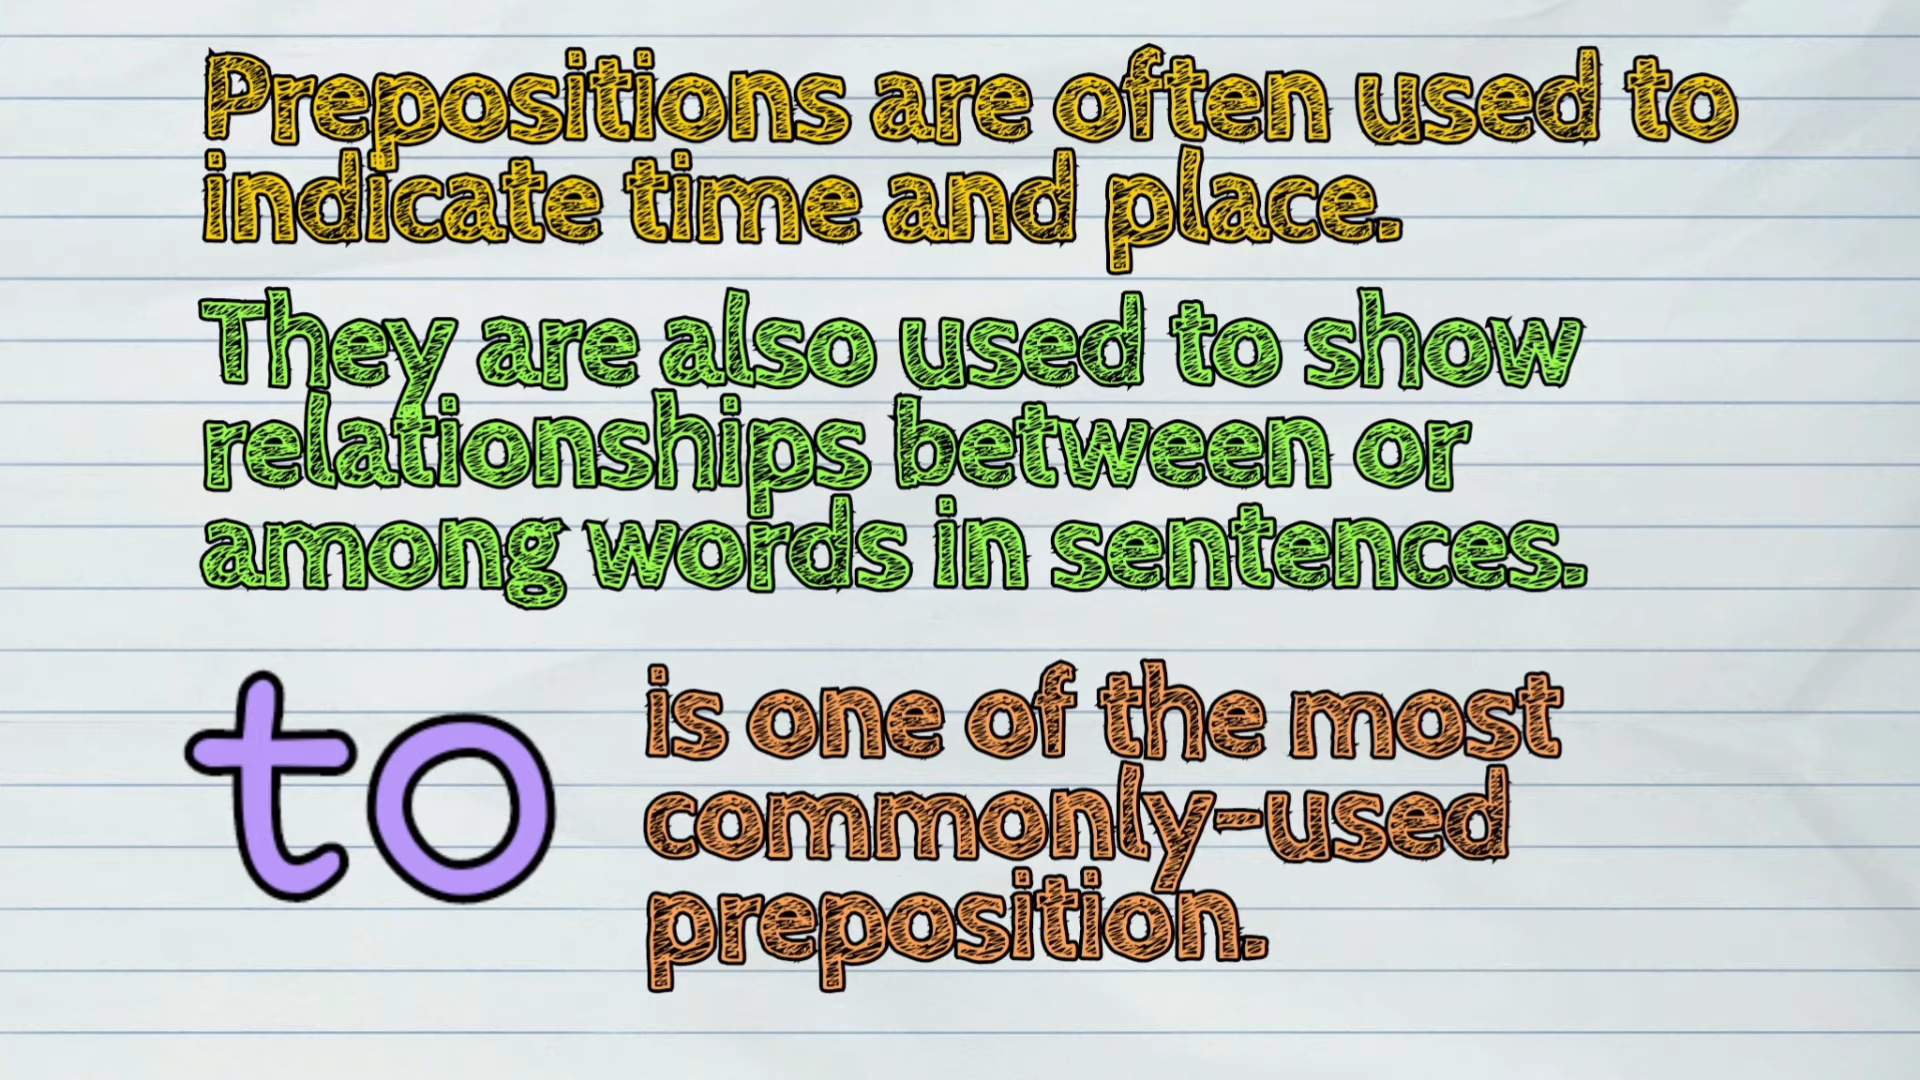 Prepositions are often used to
indicate time and place.
They are also used to show
relationships between or
among words in sentences.
to
is one of the most
commonly-used
preposition.